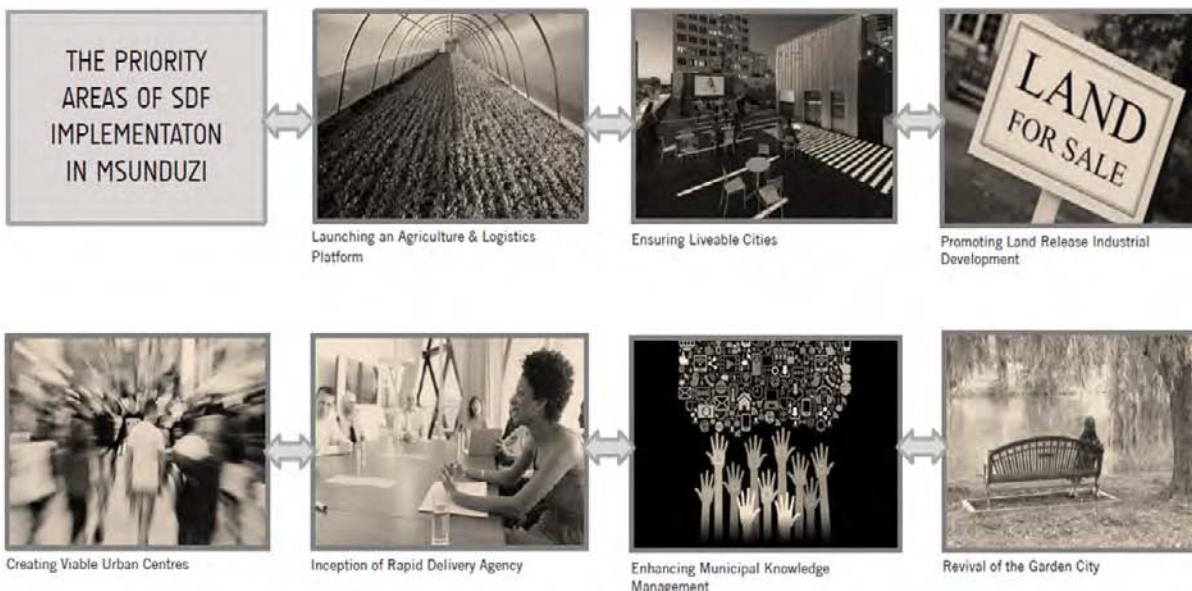 THE PRIORITY
AREAS OF SDF
IMPLEMENTATON
IN MSUNDUZI
LAND
FOR SALE
Launching an Agriculture & Logistics
Platform
Ensuring Liveable Cities
Promoting Land Release Industrial
Development
Creating Viable Urban Centres
Inception of Rapid Delivery Agency
Enhancing Municipal Knowledge
Management
Revival of the Garden City